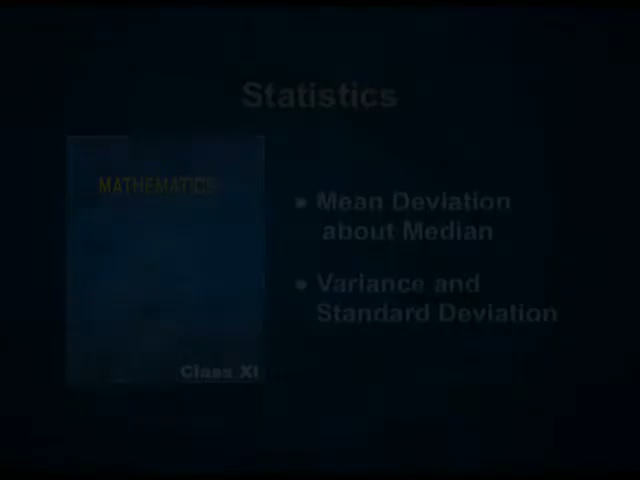 Statistics
MATHEMATICS
• Mean Deviation
about Median
• Variance and
Standard Deviation
Class XI